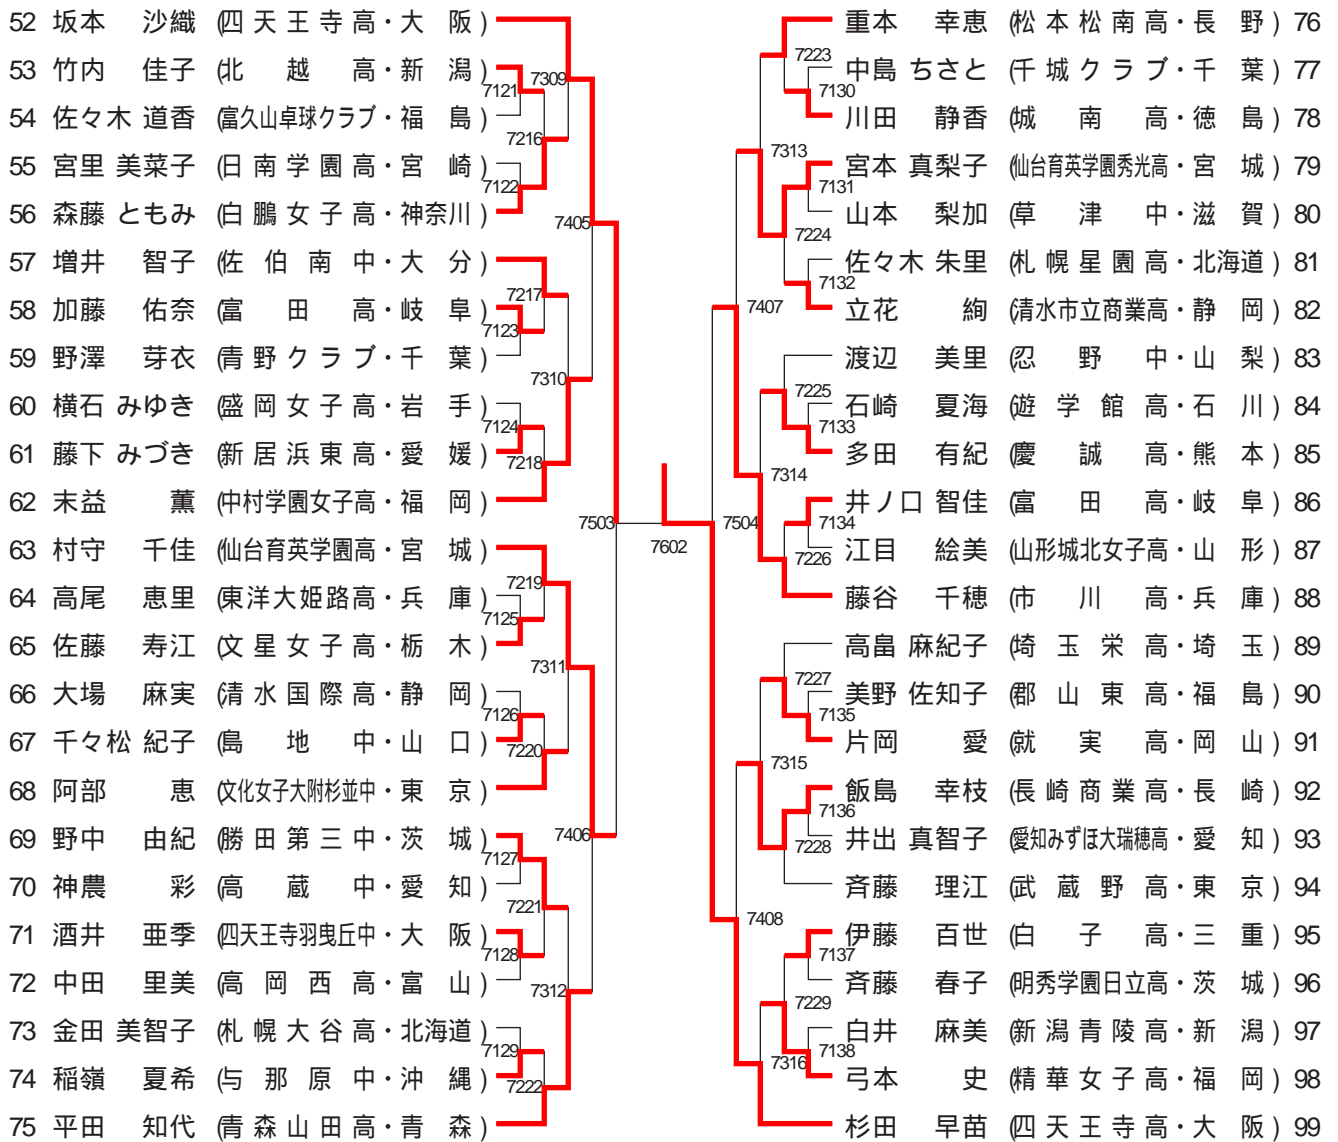 52 坂本 沙織 (四天王寺高・大 阪)
53 竹内 佳子 (北 越 高・新 潟)
54 佐々木 道香 (富久山卓球クラブ・福 島)
55 宮里 美菜子 (日南学園高・宮 崎)
56 森藤 ともみ (白鵬女子高・神奈川)
57 増井 智子 (佐伯南中・大 分)
58 加藤 佑奈 (富 田 高・岐 阜)
59 野澤 芽衣 (青野クラブ・千 葉)
60 横石 みゆき (盛岡女子高・岩 手)
61 藤下 みづき (新居浜東高・愛 媛)
62 末益 薫 (中村学園女子高・福 岡)
63 村守 千佳 (仙台育英学園高・宮 城)
64 高尾 恵里 (東洋大姫路高・兵 庫)
65 佐藤 寿江 (文星女子高・栃 木)
66 大場 麻実 (清水国際高・静 岡)
67 千々松 紀子 (島 地 中・山 口)
68 阿部 恵 (文化女子大附杉並中・東 京)
69 野中 由紀 (勝田第三中・茨 城)
70 神農 彩 (高 蔵 中・愛 知)
71 酒井 亜季 (四天王寺羽曳丘中・大 阪)
72 中田 里美 (高岡西高・富 山)
73 金田 美智子 (札幌大谷高・北海道)
74 稲嶺 夏希 (与那原中・沖 縄)
75 平田 知代 (青森山田高・青 森)
7121
7122
7123
7124
7125
7126
7127
7128
7129
7216
7217
7218
7219
7220
7221
7222
7309
7310
7311
7312
7405
7406
7503
7602
7504
7407
7408
7313
7314
7315
7316
7223
7224
7225
7226
7227
7228
7229
7130
7131
7132
7133
7134
7135
7136
7137
7138
重本 幸恵 (松本松南高・長 野) 76
中島 ちさと (千城クラブ・千 葉) 77
川田 静香 (城 南 高・徳 島) 78
宮本 真梨子 (仙台育英学園秀光高・宮 城) 79
山本 梨加 (草 津 中・滋 賀) 80
佐々木 朱里 (札幌星園高・北海道) 81
立花 絢 (清水市立商業高・静 岡) 82
渡辺 美里 (忍 野 中・山 梨) 83
石崎 夏海 (遊学館高・石 川) 84
多田 有紀 (慶 誠 高・熊 本) 85
井ノ口 智佳 (富 田 高・岐 阜) 86
江目 絵美 (山形城北女子高・山 形) 87
藤谷 千穂 (市 川 高・兵 庫) 88
高畠 麻紀子 (埼玉栄高・埼 玉) 89
美野 佐知子 (郡山東高・福 島) 90
片岡 愛 (就 実 高・岡 山) 91
飯島 幸枝 (長崎商業高・長 崎) 92
井出 真智子 (愛知みずほ大瑞穂高・愛 知) 93
斉藤 理江 (武蔵野高・東 京) 94
伊藤 百世 (白 子 高・三 重) 95
斉藤 春子 (明秀学園日立高・茨 城) 96
白井 麻美 (新潟青陵高・新 潟) 97
弓本 史 (精華女子高・福 岡) 98
杉田 早苗 (四天王寺高・大 阪) 99